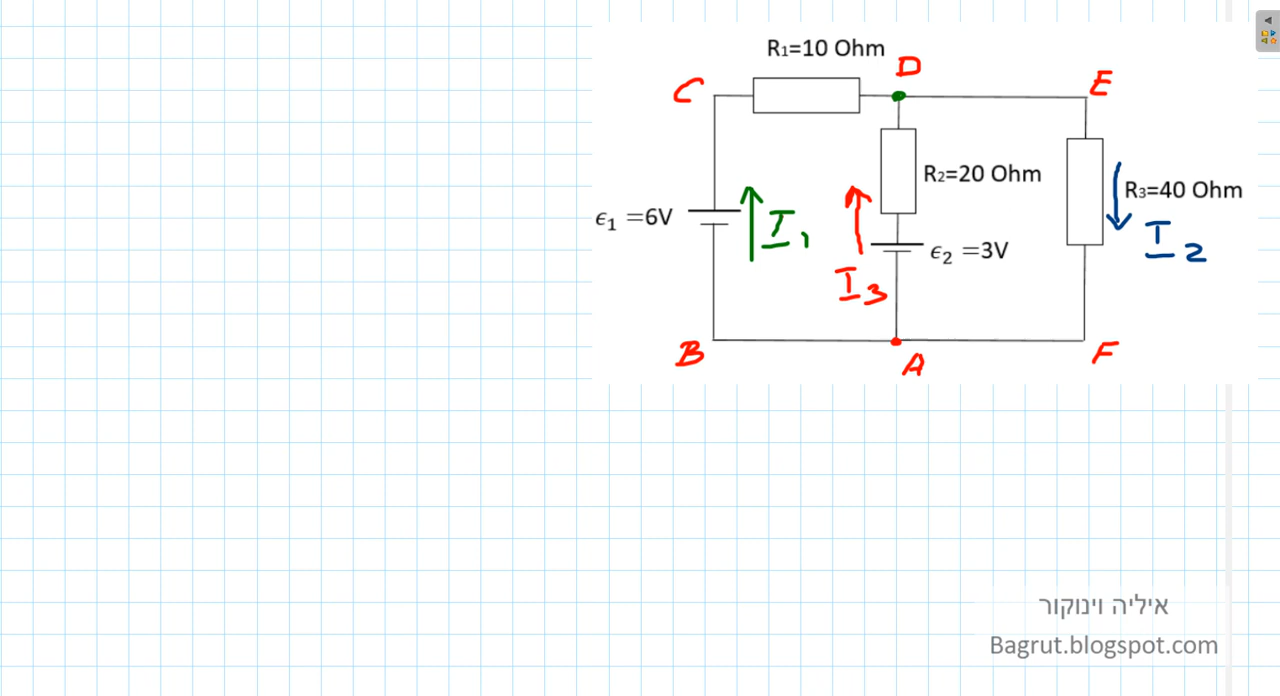 R1=10 Ohm
D
C
E
R2=20 Ohm
R3=40 Ohm
ϵ1 =6V
I1
I2
ϵ2 =3V
I3
B
A
F
איליה וינוקור
Bagrut.blogspot.com